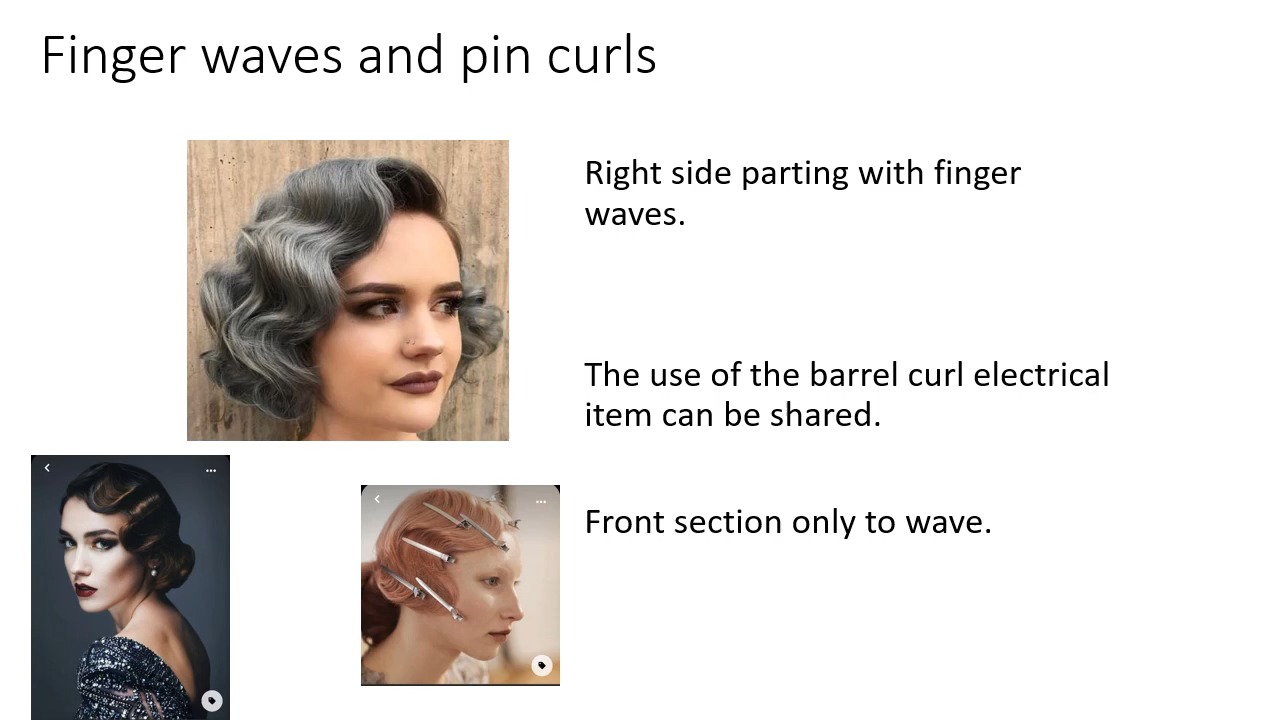 Finger waves and pin curls
Right side parting with finger
waves.
The use of the barrel curl electrical
item can be shared.
Front section only to wave.